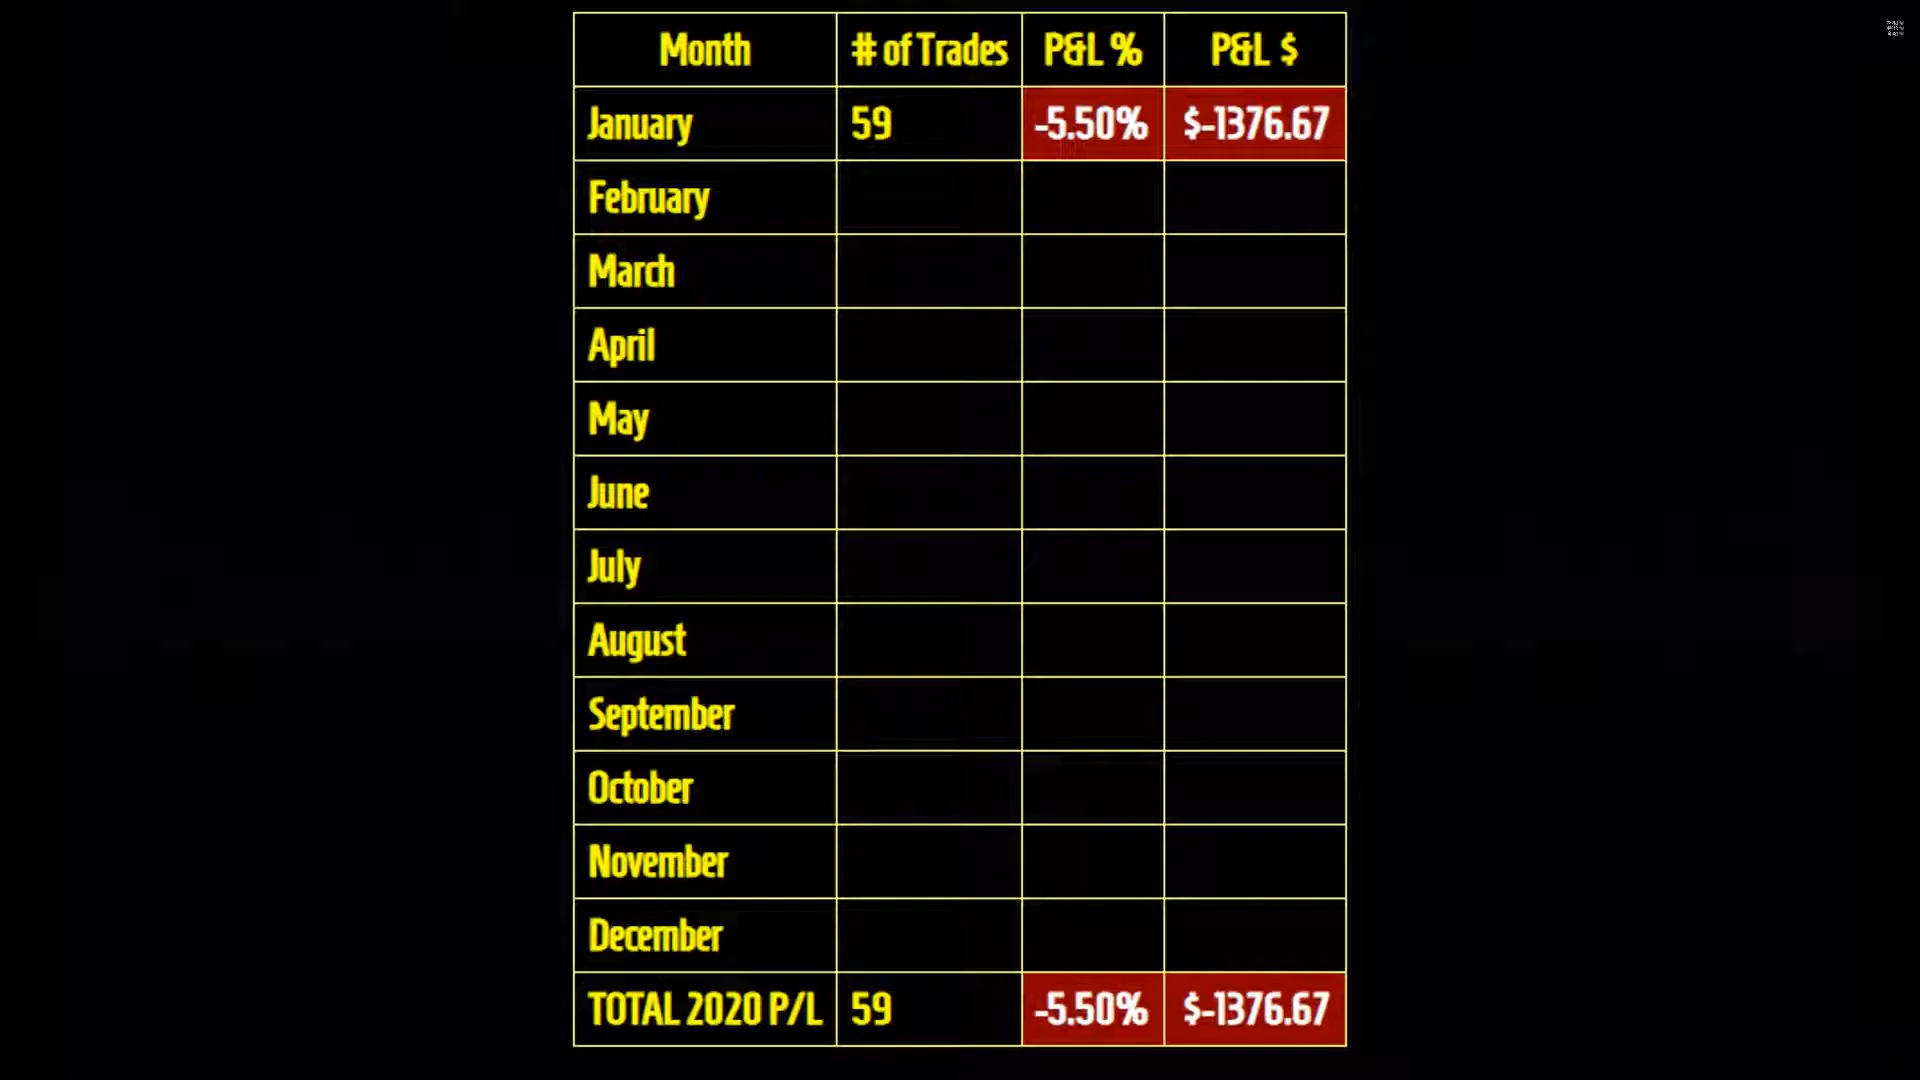 Month # of Trades P&L % P&L $
January 59 -5.50% $-1376.67
February
March
April
May
June
July
August
September
October
November
December
TOTAL 2020 P/L 59 -5.50% $-1376.67